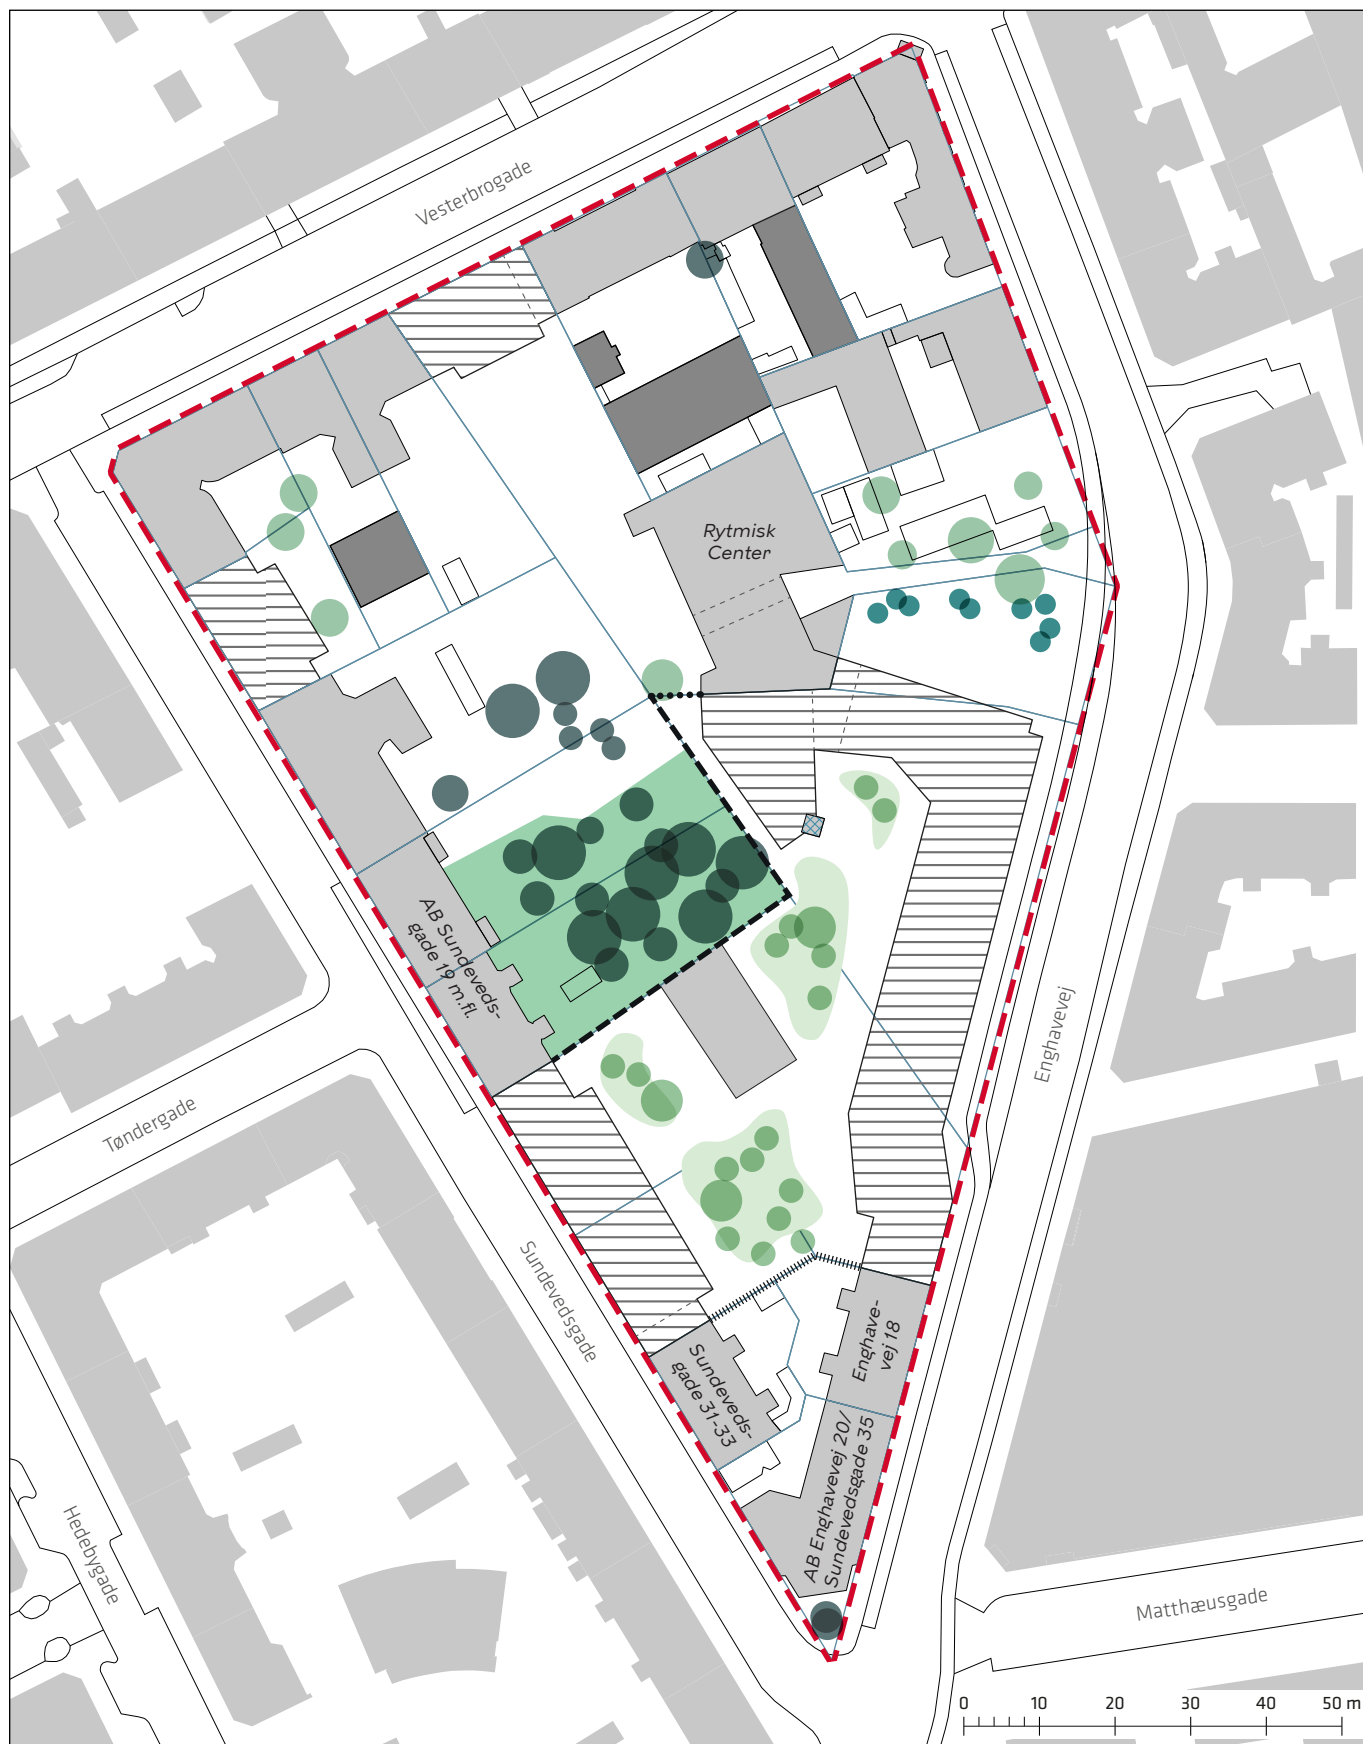 Vesterbrogade
Rytmisk
Center
AB Sundeveds-
gade 19 m.fl.
Enghavevej
Tøndergade
Sundevedsgade
Enghave-
vej 18
Sundeveds-
gade 31-33
AB Enghavevej 20/
Sundevedsgade 35
Hedebygade
Matthæusgade
0 10 20 30 40 50 m